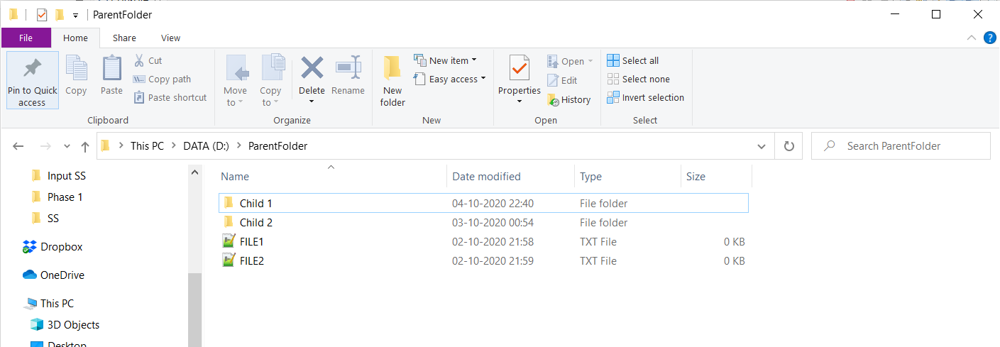 ParentFolder
File Home Share View
Pin to Quick access
Copy
Paste
Cut
Copy path
Paste shortcut
Clipboard
Move to
Copy to
Delete
Rename
Organize
New folder
New item
Easy access
New
Properties
Open
Edit
History
Open
Select all
Select none
Invert selection
Select
This PC DATA (D:) ParentFolder
Search ParentFolder
Input SS
Phase 1
SS
Dropbox
OneDrive
This PC
3D Objects
Desktop
Name Date modified Type Size
Child 1 04-10-2020 22:40 File folder
Child 2 03-10-2020 00:54 File folder
FILE1 02-10-2020 21:58 TXT File 0 KB
FILE2 02-10-2020 21:59 TXT File 0 KB